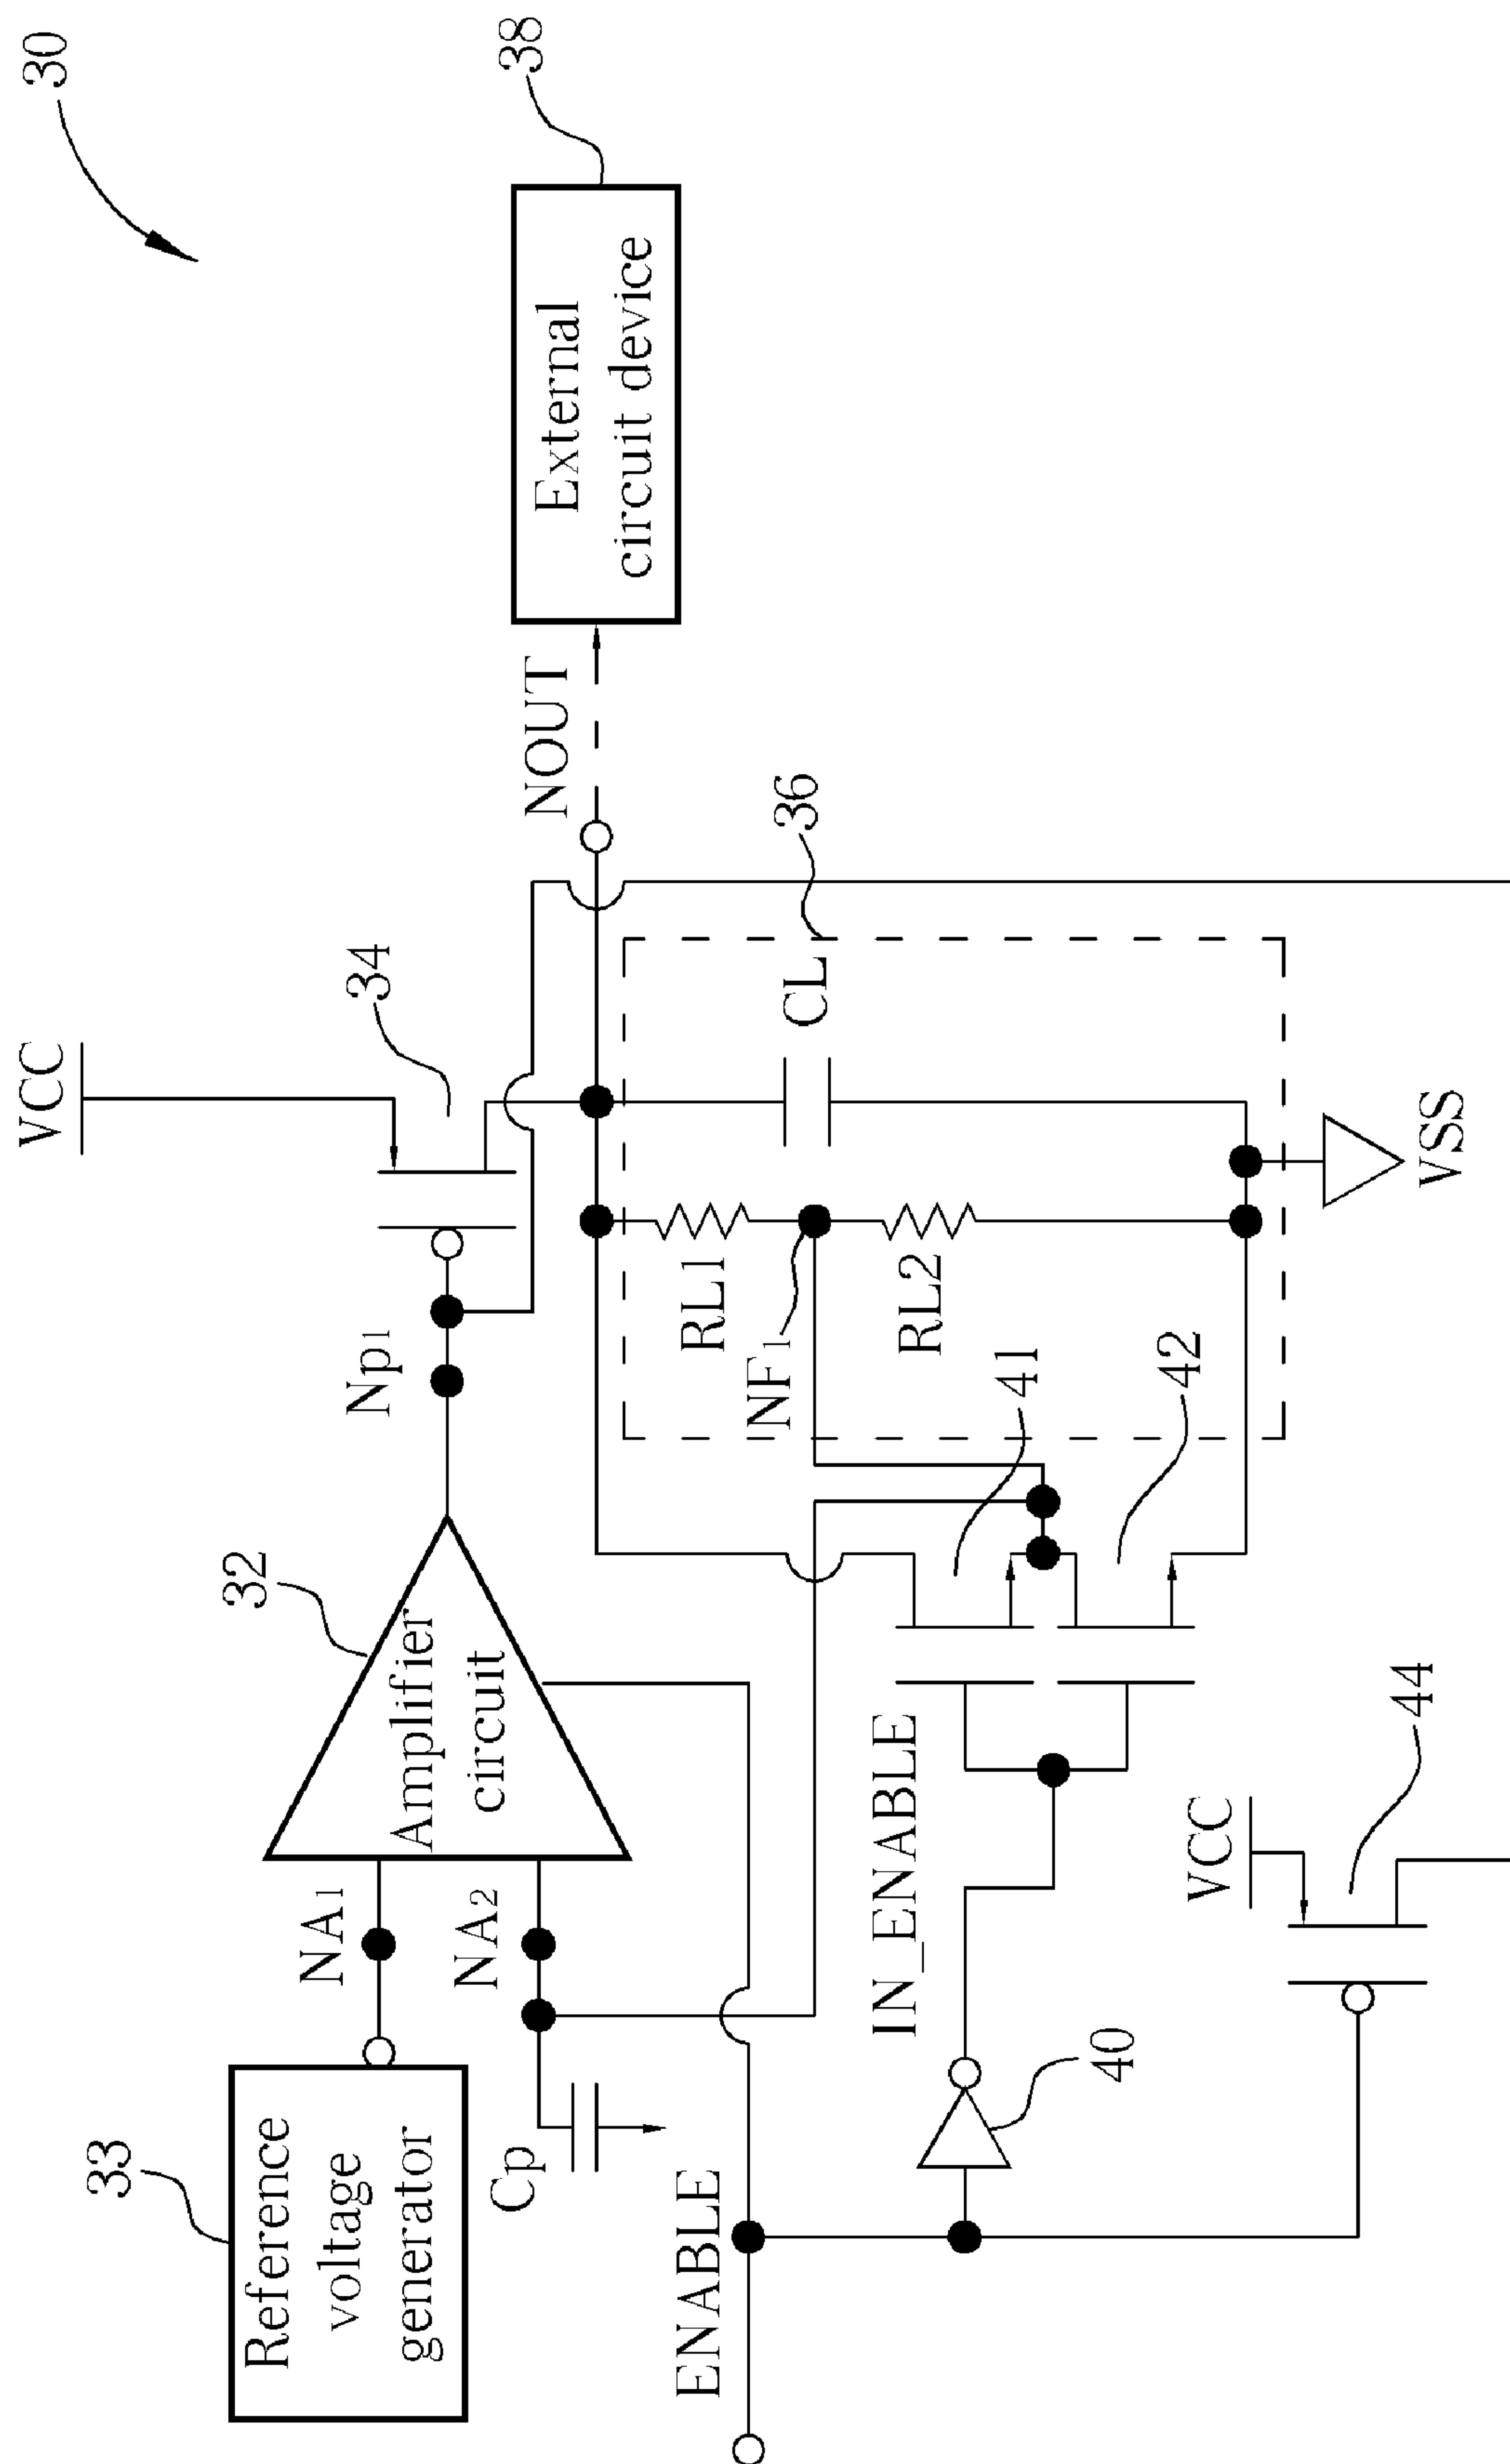 30
VCC
34
38
33
Reference
voltage
generator
NA1
32
Amplifier
circuit
Np1
NOUT
External
circuit device
NA2
Cp
RL1
CL
36
NF1
ENABLE
IN_ENABLE
RL2
41
40
42
VCC
44
VSS